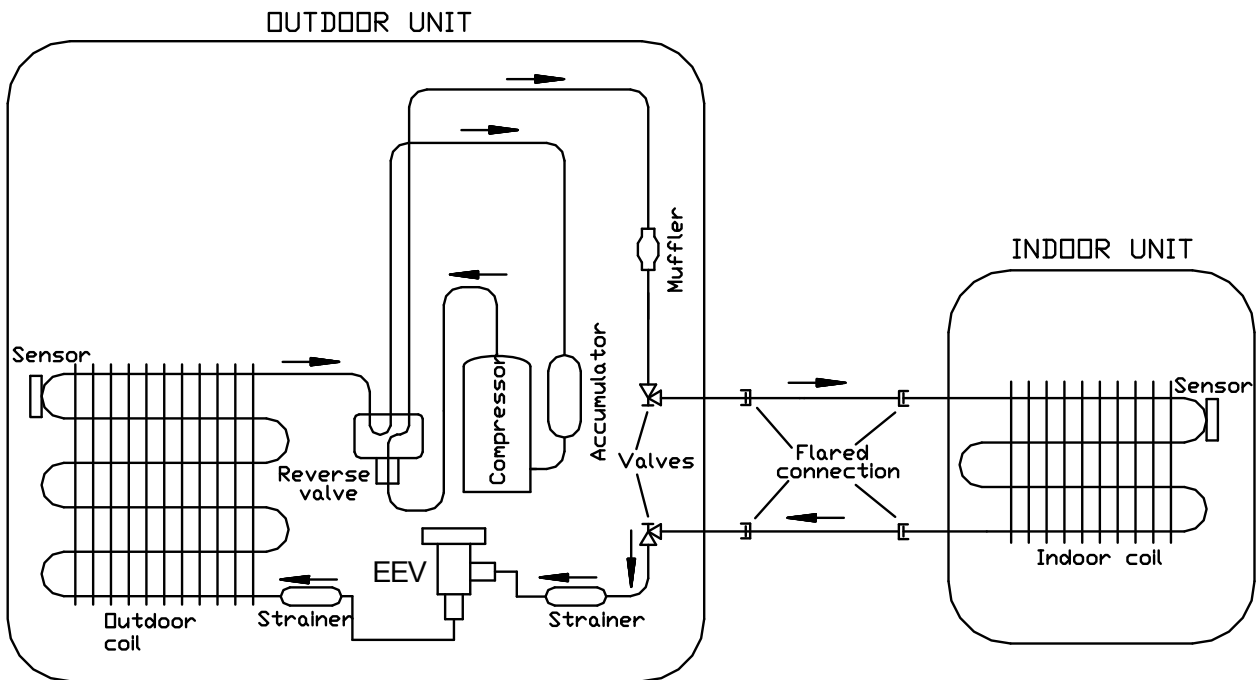 OUTDOOR UNIT
INDOOR UNIT
Muffler
Sensor
Compressor
Accumulator
Sensor
Reverse
valve
Valves
Flared
connection
EEV
Indoor coil
Outdoor
coil
Strainer
Strainer